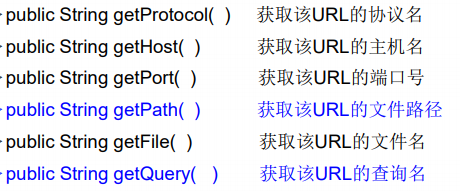 public String getProtocol(  )	获取该URL的协议名
public String getHost(  )	获取该URL的主机名
public String getPort(  )	获取该URL的端口号
public String getPath(  )	获取该URL的文件路径
public String getFile(  )	获取该URL的文件名
public String getQuery(   )	获取该URL的查询名